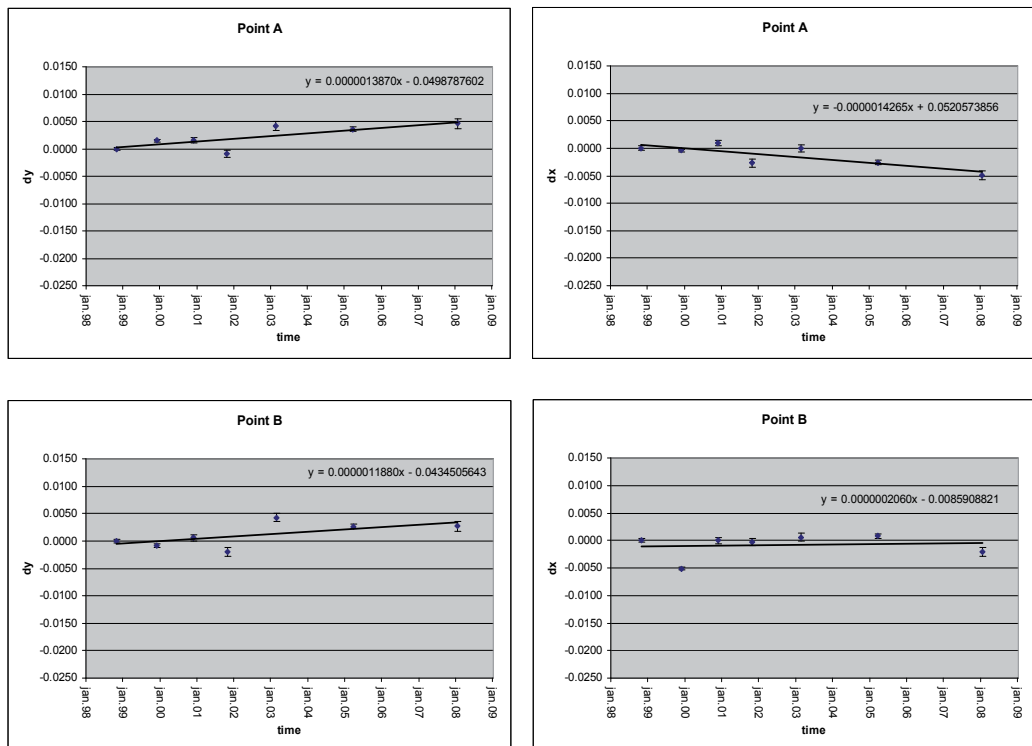 Point A
y = 0.0000013870x - 0.0498787602
0.0150
0.0100
0.0050
0.0000
-0.0050
-0.0100
-0.0150
-0.0200
-0.0250
dy
jan.98
jan.99
jan.00
jan.01
jan.02
jan.03
jan.04
jan.05
jan.06
jan.07
jan.08
jan.09
time
Point A
y = -0.0000014265x + 0.0520573856
0.0150
0.0100
0.0050
0.0000
-0.0050
-0.0100
-0.0150
-0.0200
-0.0250
dx
jan.98
jan.99
jan.00
jan.01
jan.02
jan.03
jan.04
jan.05
jan.06
jan.07
jan.08
jan.09
time
Point B
y = 0.0000011880x - 0.0434505643
0.0150
0.0100
0.0050
0.0000
-0.0050
-0.0100
-0.0150
-0.0200
-0.0250
dy
jan.98
jan.99
jan.00
jan.01
jan.02
jan.03
jan.04
jan.05
jan.06
jan.07
jan.08
jan.09
time
Point B
y = 0.0000002060x - 0.0085908821
0.0150
0.0100
0.0050
0.0000
-0.0050
-0.0100
-0.0150
-0.0200
-0.0250
dx
jan.98
jan.99
jan.00
jan.01
jan.02
jan.03
jan.04
jan.05
jan.06
jan.07
jan.08
jan.09
time